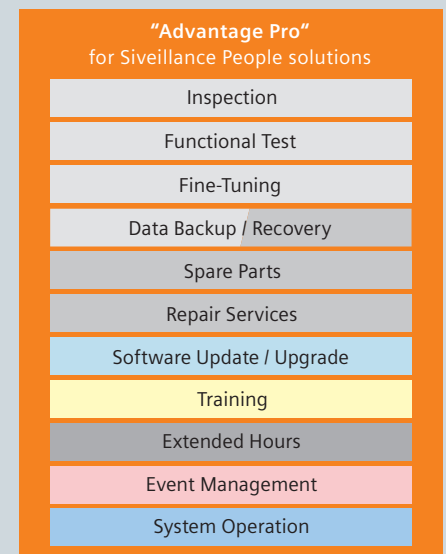 “Advantage Pro“
for Siveillance People solutions
Inspection
Functional Test
Fine-Tuning
Data Backup / Recovery
Spare Parts
Repair Services
Software Update / Upgrade
Training
Extended Hours
Event Management
System Operation